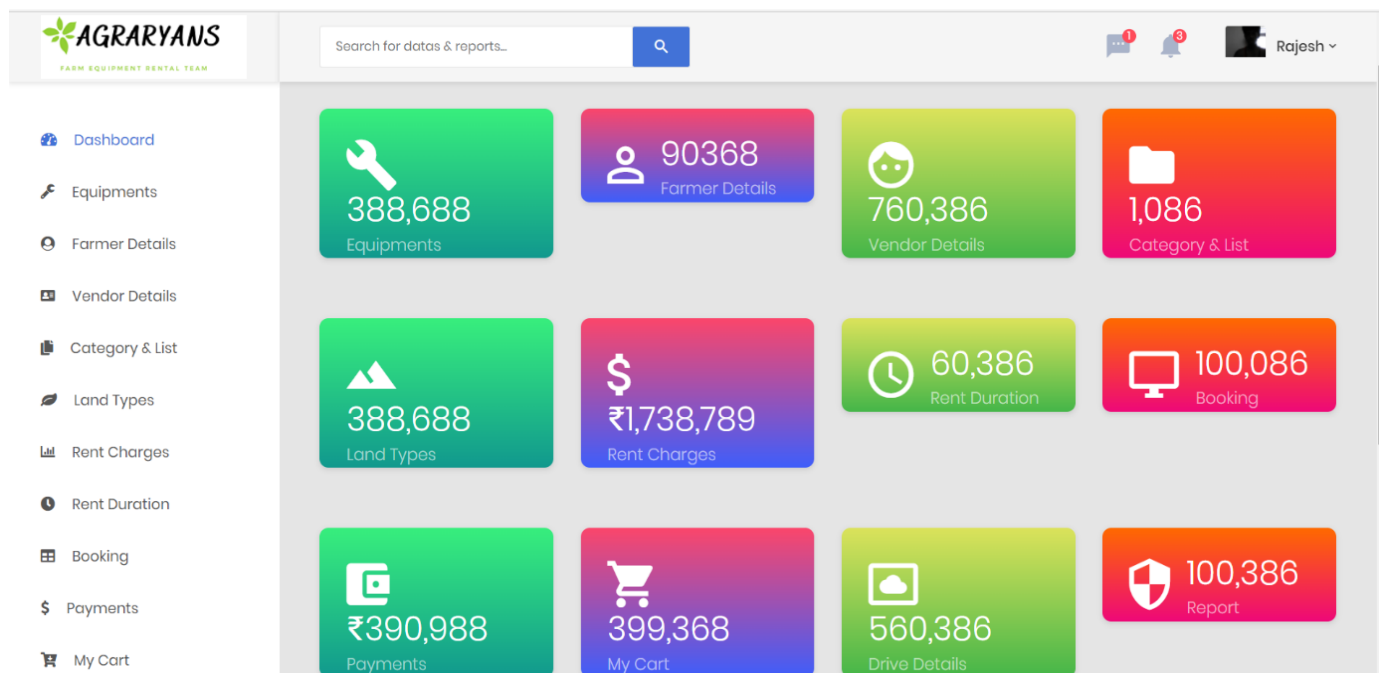 AGRARYANS
FARM EQUIPMENT RENTAL TEAM
Search for datas & reports...
1
3
Rajesh
Dashboard
Equipments
Farmer Details
Vendor Details
Category & List
Land Types
Rent Charges
Rent Duration
Booking
$ Payments
My Cart
388,688
Equipments
90368
Farmer Details
760,386
Vendor Details
1,086
Category & List
388,688
Land Types
$
₹1,738,789
Rent Charges
60,386
Rent Duration
100,086
Booking
₹390,988
Payments
399,368
My Cart
560,386
Drive Details
100,386
Report